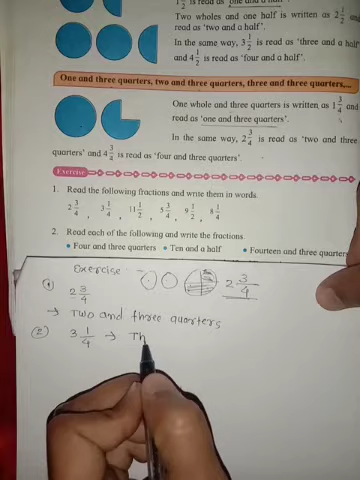 1 1/2 is read as 'one and a half'
Two wholes and one half is written as 2 1/2 and
read as 'two and a half'.
In the same way, 3 1/2 is read as 'three and a half'
and 4 1/2 is read as 'four and a half'.
One and three quarters, two and three quarters, three and three quarters,...
One whole and three quarters is written as 1 3/4 and
read as 'one and three quarters'.
In the same way, 2 3/4 is read as 'two and three
quarters' and 4 3/4 is read as 'four and three quarters'.
Exercise
1. Read the following fractions and write them in words.
2 3/4 , 3 1/4 , 11 1/2 , 5 3/4 , 9 1/2 , 8 1/4
2. Read each of the following and write the fractions.
• Four and three quarters • Ten and a half • Fourteen and three quarters
Exercise
2 3/4
① 2 3/4
→ Two and three quarters
② 3 1/4 → Th